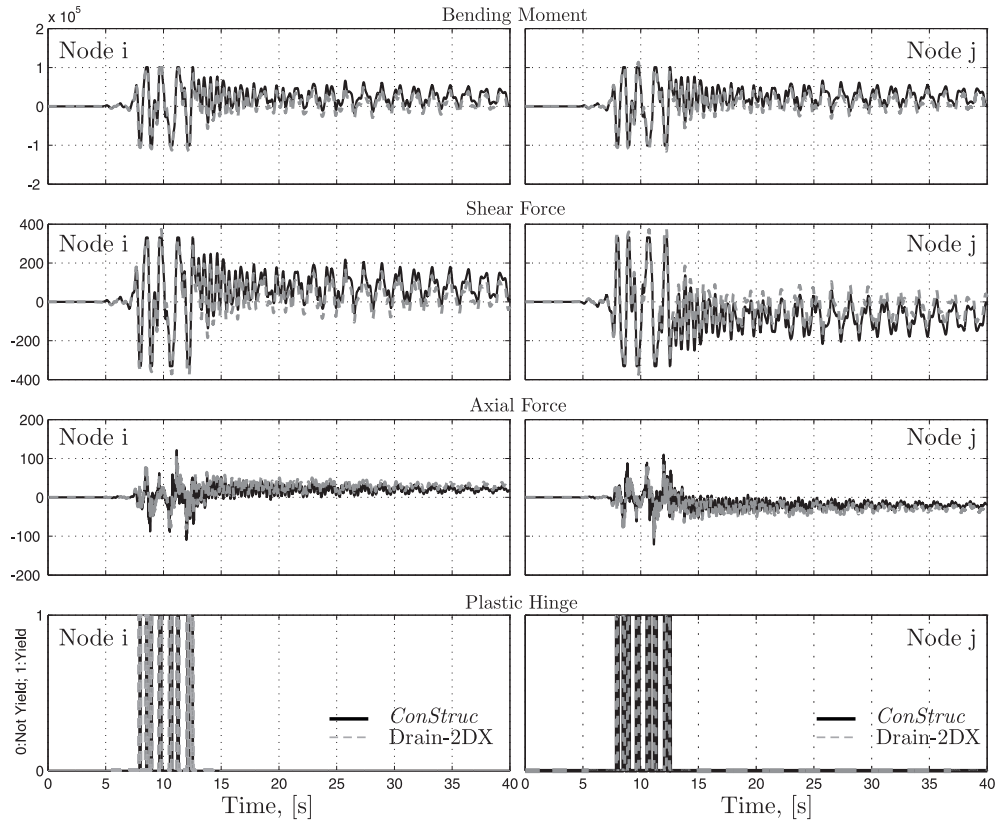 Bending Moment
x 10⁵
2
1
0
-1
-2
Node i
Node j
Shear Force
400
200
0
-200
-400
Node i
Node j
Axial Force
200
100
0
-100
-200
Node i
Node j
Plastic Hinge
0:Not Yield; 1:Yield
1
0
Node i
Node j
ConStruc
Drain-2DX
ConStruc
Drain-2DX
0 5 10 15 20 25 30 35 40
0 5 10 15 20 25 30 35 40
Time, [s]
Time, [s]